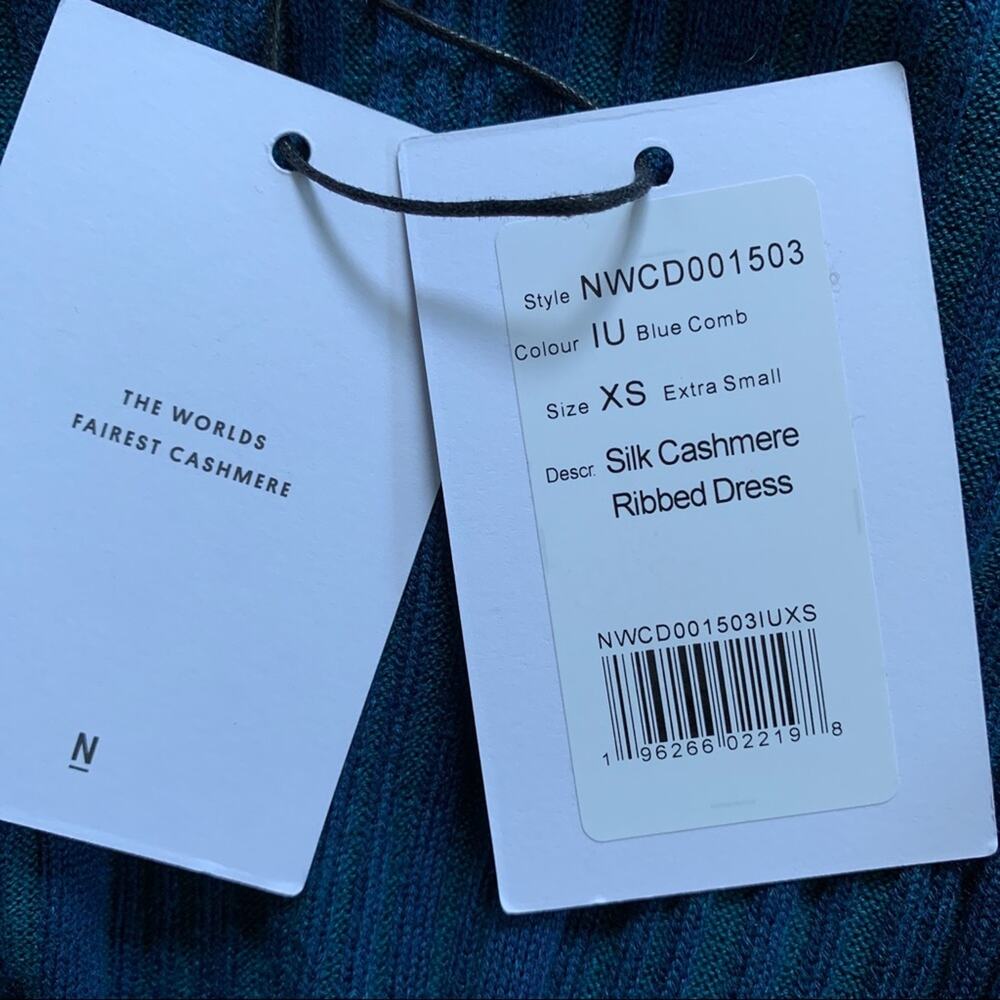 THE WORLDS
FAIREST CASHMERE
N
Style NWCD001503
Colour IU Blue Comb
Size XS Extra Small
Descr. Silk Cashmere
Ribbed Dress
NWCD001503IUXS
1 96266 02219 8